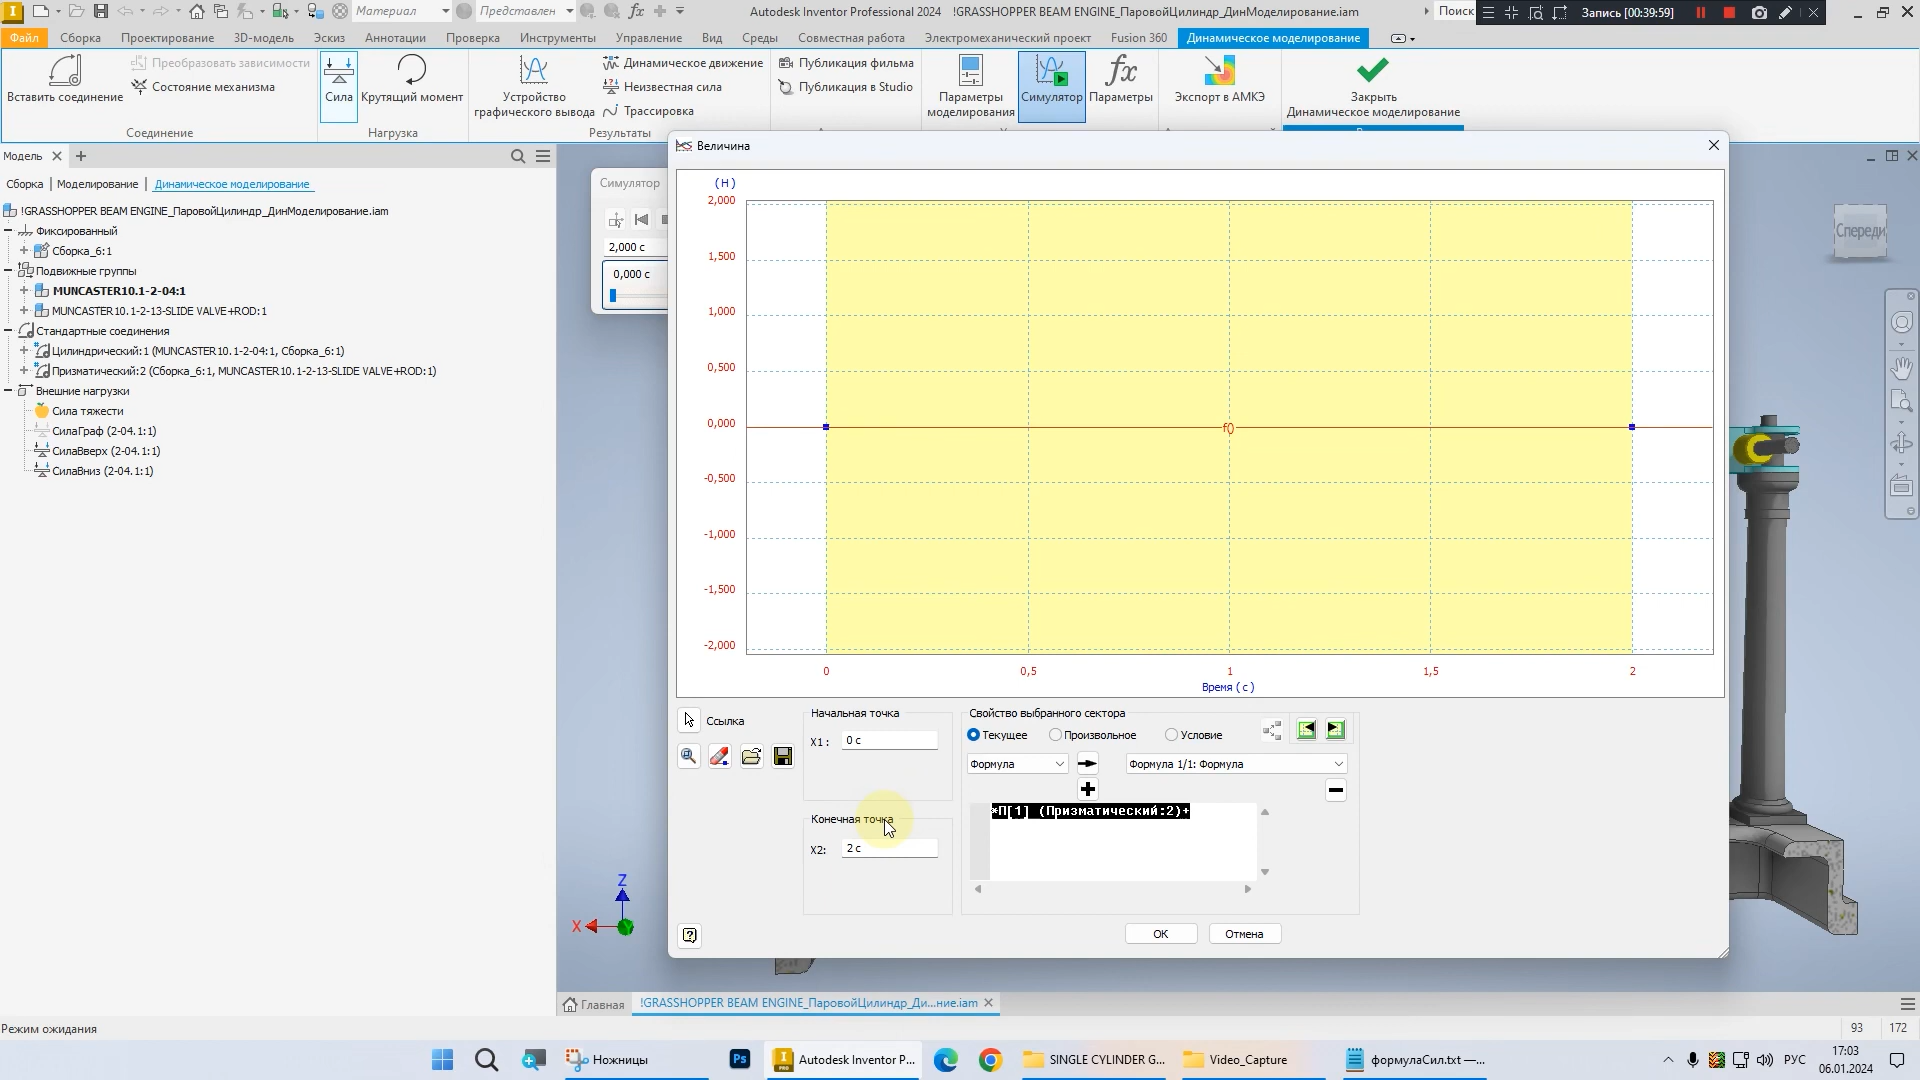 Материал
Представлен
Autodesk Inventor Professional 2024
!GRASSHOPPER BEAM ENGINE_ПаровойЦилиндр_ДинМоделирование.iam
Поиск
Запись [00:39:59]
Файл
Сборка
Проектирование
3D-модель
Эскиз
Аннотации
Проверка
Инструменты
Управление
Вид
Среды
Совместная работа
Электромеханический проект
Fusion 360
Динамическое моделирование
Вставить соединение
Преобразовать зависимости
Состояние механизма
Соединение
Сила
Крутящий момент
Нагрузка
Устройство
графического вывода
Динамическое движение
Неизвестная сила
Трассировка
Результаты
Публикация фильма
Публикация в Studio
Параметры
моделирования
Симулятор
fx
Параметры
Экспорт в АМКЭ
Закрыть
Динамическое моделирование
Модель
Сборка | Моделирование | Динамическое моделирование
!GRASSHOPPER BEAM ENGINE_ПаровойЦилиндр_ДинМоделирование.iam
Фиксированный
Сборка_6:1
Подвижные группы
MUNCASTER10.1-2-04:1
MUNCASTER10.1-2-13-SLIDE VALVE+ROD:1
Стандартные соединения
Цилиндрический:1 (MUNCASTER10.1-2-04:1, Сборка_6:1)
Призматический:2 (Сборка_6:1, MUNCASTER10.1-2-13-SLIDE VALVE+ROD:1)
Внешние нагрузки
Сила тяжести
СилаГраф (2-04.1:1)
СилаВверх (2-04.1:1)
СилаВниз (2-04.1:1)
Симулятор
2,000 с
0,000 с
Величина
(Н)
2,000
1,500
1,000
0,500
0,000
-0,500
-1,000
-1,500
-2,000
f()
0
0,5
1
1,5
2
Время (с)
Ссылка
Начальная точка
X1:
0 с
Конечная точка
X2:
2 с
Свойство выбранного сектора
Текущее
Произвольное
Условие
Формула
Формула 1/1: Формула
*П[1] (Призматический:2)+
ОК
Отмена
Спереди
Z
X
Главная
!GRASSHOPPER BEAM ENGINE_ПаровойЦилиндр_Ди...ние.iam
Режим ожидания
93
172
Ножницы
Ps
Autodesk Inventor P...
SINGLE CYLINDER G...
Video_Capture
формулаСил.txt —...
РУС
17:03
06.01.2024